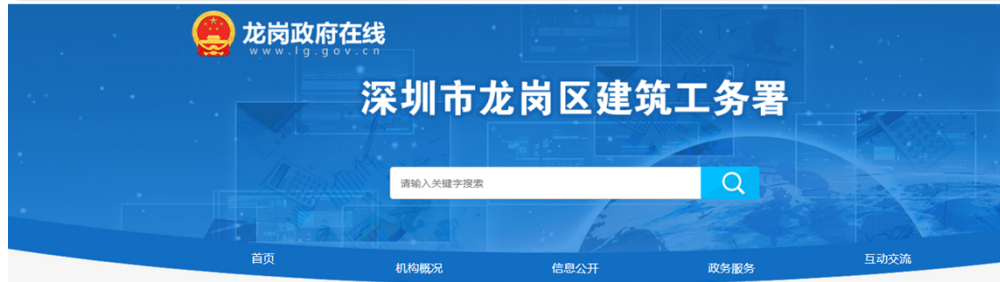 龙岗政府在线
www.lg.gov.cn
深圳市龙岗区建筑工务署
请输入关键字搜索
首页
机构概况
信息公开
政务服务
互动交流